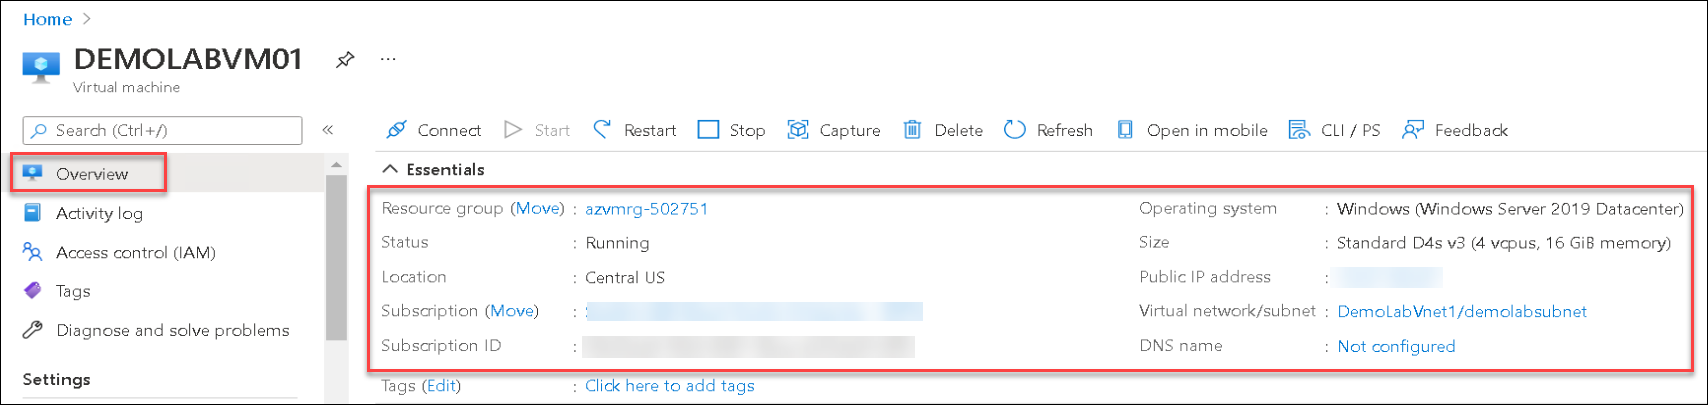 Home >
DEMOLABVM01 ...
Virtual machine
Search (Ctrl+/) «
Overview
Activity log
Access control (IAM)
Tags
Diagnose and solve problems
Settings
Connect Start Restart Stop Capture Delete Refresh Open in mobile CLI / PS Feedback
Essentials
Resource group (Move) : azvmrg-502751
Status : Running
Location : Central US
Subscription (Move) :
Subscription ID :
Operating system : Windows (Windows Server 2019 Datacenter)
Size : Standard D4s v3 (4 vcpus, 16 GiB memory)
Public IP address :
Virtual network/subnet : DemoLabVnet1/demolabsubnet
DNS name : Not configured
Tags (Edit) : Click here to add tags